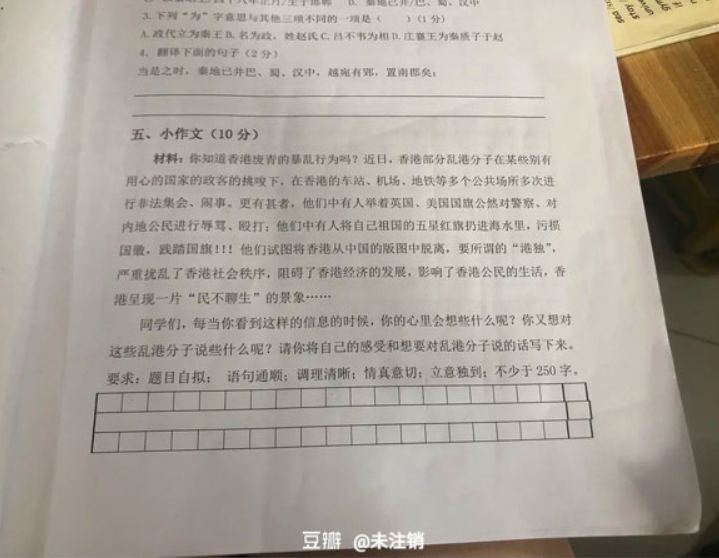 3.下列“为”字意思与其他三项不同的一项是（　　）（1分）
A.政代立为秦王 B.名为政，姓赵氏 C.吕不韦为相 D.庄襄王为秦质子于赵
4. 翻译下面的句子（2分）
当是之时，秦地已并巴、蜀、汉中，越宛有郢，置南郡矣；
五、小作文（10分）
材料：你知道香港废青的暴乱行为吗？近日，香港部分乱港分子在某些别有
用心的国家的政客的挑唆下，在香港的车站、机场、地铁等多个公共场所多次进
行非法集会、闹事。更有甚者，他们中有人举着英国、美国国旗公然对警察、对
内地公民进行辱骂、殴打；他们中有人将自己祖国的五星红旗扔进海水里，污损
国徽，践踏国旗!!! 他们试图将香港从中国的版图中脱离，要所谓的“港独”，
严重扰乱了香港社会秩序，阻碍了香港经济的发展，影响了香港公民的生活，香
港呈现一片“民不聊生”的景象……
同学们，每当你看到这样的信息的时候，你的心里会想些什么呢？你又想对
这些乱港分子说些什么呢？请你将自己的感受和想要对乱港分子说的话写下来。
要求：题目自拟； 语句通顺；调理清晰；情真意切；立意独到；不少于250字。
豆瓣 @未注销